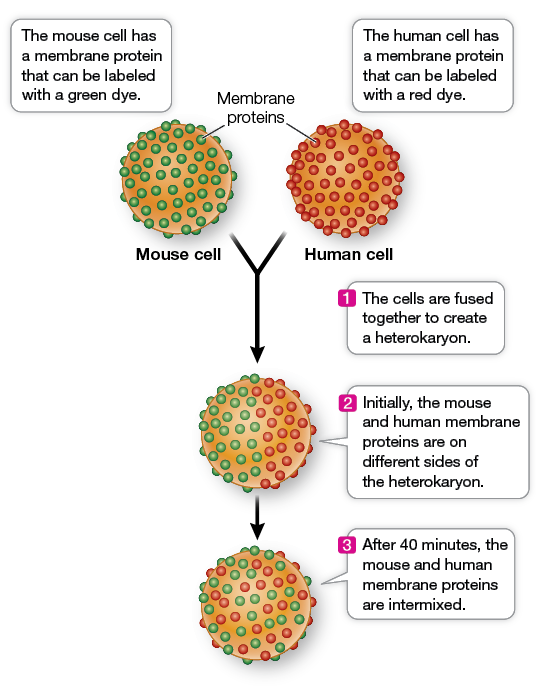 The mouse cell has
a membrane protein
that can be labeled
with a green dye.
The human cell has
a membrane protein
that can be labeled
with a red dye.
Membrane
proteins
Mouse cell
Human cell
1 The cells are fused
together to create
a heterokaryon.
2 Initially, the mouse
and human membrane
proteins are on
different sides of
the heterokaryon.
3 After 40 minutes, the
mouse and human
membrane proteins
are intermixed.